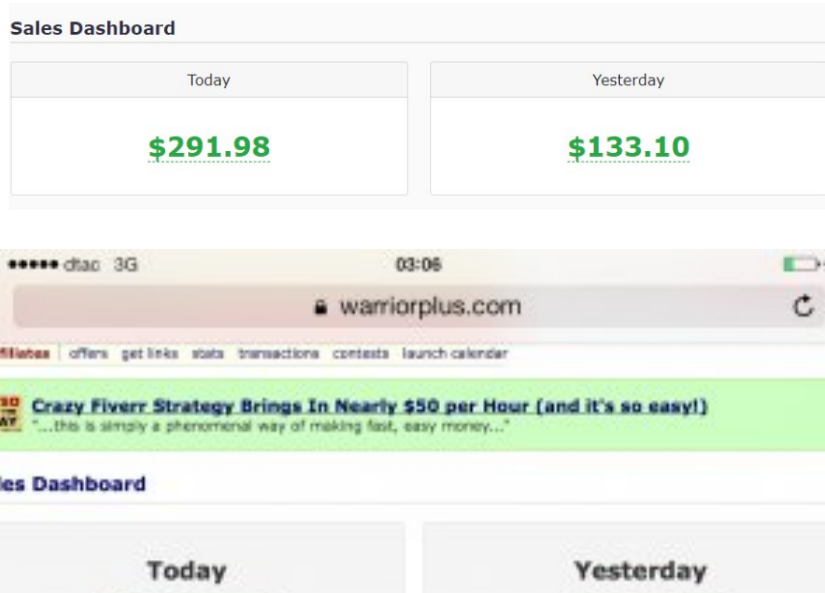 Sales Dashboard
Today Yesterday
$291.98 $133.10
dtac 3G 03:06
warriorplus.com
ffiliates offers get links stats transactions contests launch calendar
Crazy Fiverr Strategy Brings In Nearly $50 per Hour (and it's so easy!)
"...this is simply a phenomenal way of making fast, easy money..."
les Dashboard
Today Yesterday